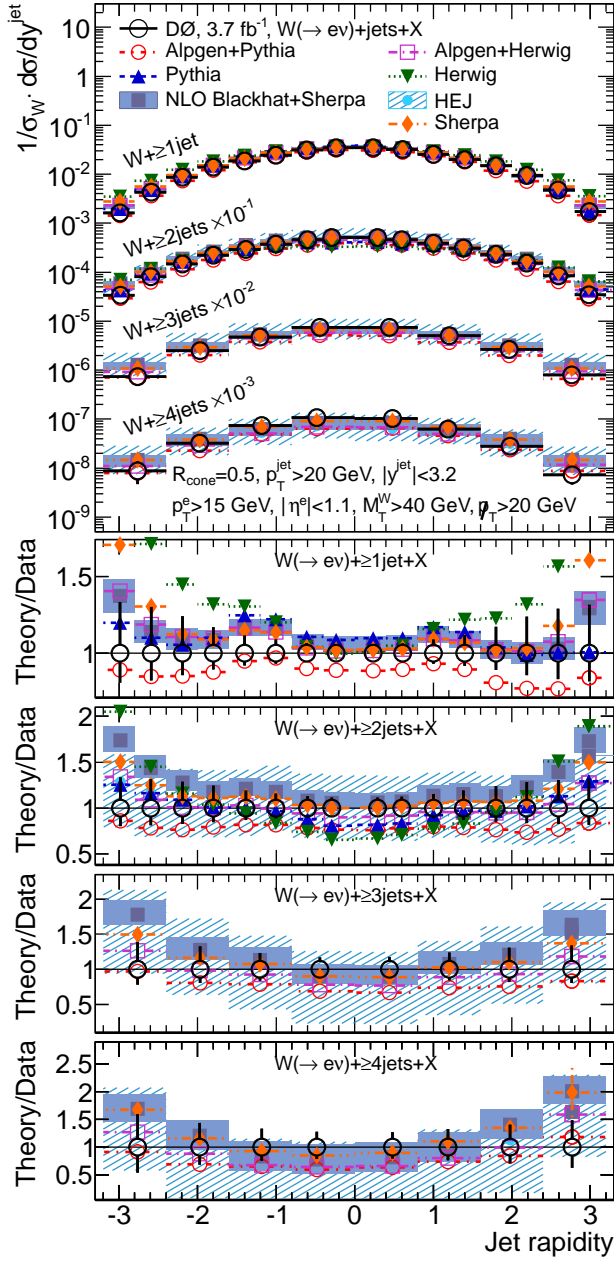 DØ, 3.7 fb⁻¹, W(→ eν)+jets+X
Alpgen+Pythia Alpgen+Herwig
Pythia Herwig
NLO Blackhat+Sherpa HEJ
Sherpa
1/σ_W · dσ/dy^jet
10⁻¹
10⁻²
10⁻³
10⁻⁴
10⁻⁵
10⁻⁶
10⁻⁷
10⁻⁸
10⁻⁹
W+≥1jet
W+≥2jets ×10⁻¹
W+≥3jets ×10⁻²
W+≥4jets ×10⁻³
R_cone=0.5, p_T^jet>20 GeV, |y^jet|<3.2
p_T^e>15 GeV, |η^e|<1.1, M_T^W>40 GeV, p̸_T>20 GeV
W(→ eν)+≥1jet+X
Theory/Data
1.5
1
W(→ eν)+≥2jets+X
Theory/Data
2
1.5
1
0.5
W(→ eν)+≥3jets+X
Theory/Data
2
1.5
1
0.5
W(→ eν)+≥4jets+X
Theory/Data
2.5
2
1.5
1
0.5
-3 -2 -1 0 1 2 3
Jet rapidity